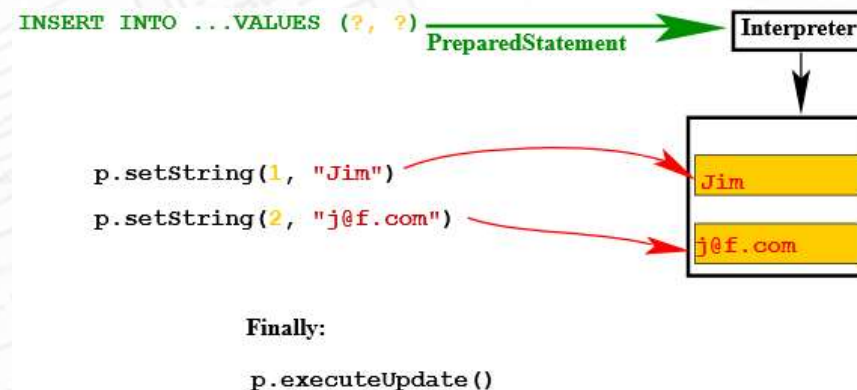 INSERT INTO ...VALUES (?, ?)
PreparedStatement
Interpreter
p.setString(1, "Jim")
Jim
p.setString(2, "j@f.com")
j@f.com
Finally:
p.executeUpdate()